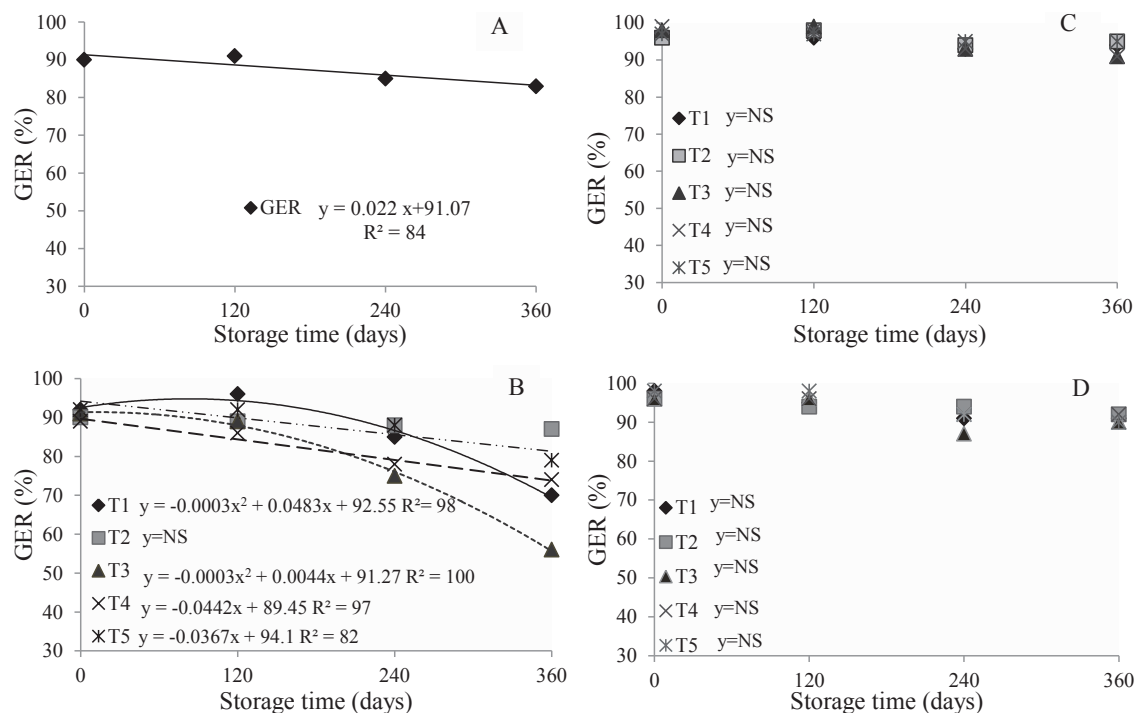 A
GER (%)
100
90
80
70
60
50
40
30
GER y = 0.022 x+91.07
R² = 84
0 120 240 360
Storage time (days)
C
GER (%)
100
90
80
70
60
50
40
30
T1 y=NS
T2 y=NS
T3 y=NS
T4 y=NS
T5 y=NS
0 120 240 360
Storage time (days)
B
GER (%)
100
90
80
70
60
50
40
30
T1 y = -0.0003x² + 0.0483x + 92.55 R²= 98
T2 y=NS
T3 y = -0.0003x² + 0.0044x + 91.27 R² = 100
T4 y = -0.0442x + 89.45 R² = 97
T5 y = -0.0367x + 94.1 R² = 82
0 120 240 360
Storage time (days)
D
GER (%)
100
90
80
70
60
50
40
30
T1 y=NS
T2 y=NS
T3 y=NS
T4 y=NS
T5 y=NS
0 120 240 360
Storage time (days)